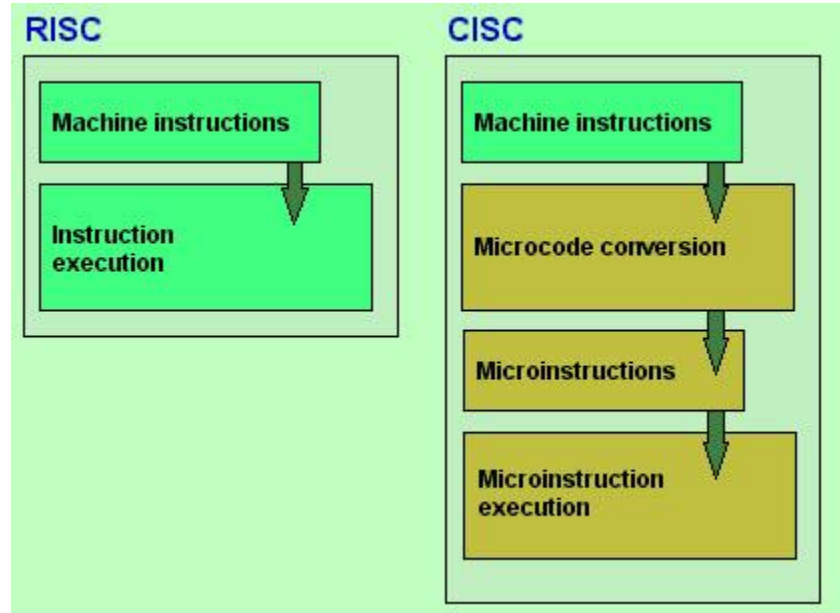 RISC
Machine instructions
Instruction
execution
CISC
Machine instructions
Microcode conversion
Microinstructions
Microinstruction
execution